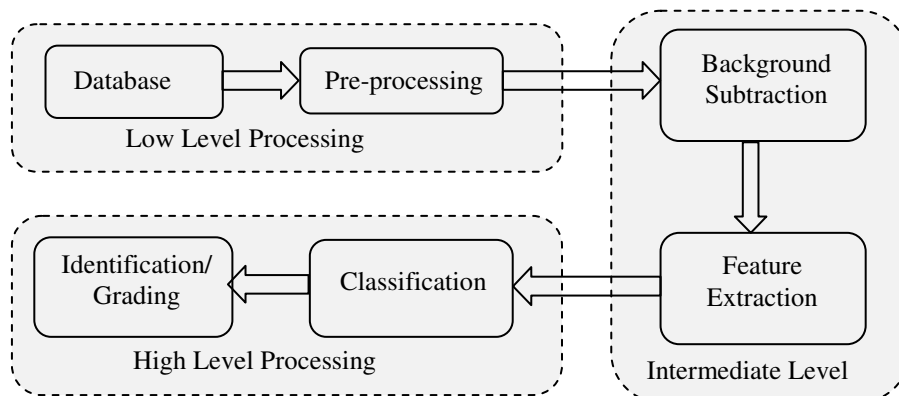 Database
Pre-processing
Low Level Processing
Background
Subtraction
Feature
Extraction
Intermediate Level
Classification
Identification/
Grading
High Level Processing